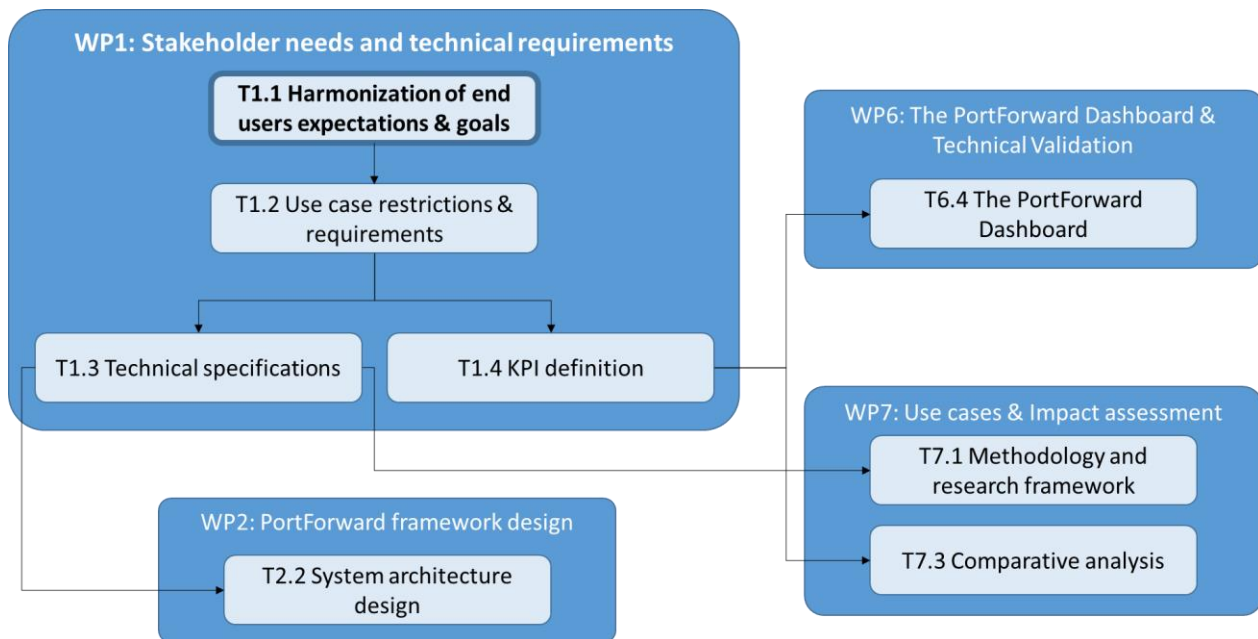 WP1: Stakeholder needs and technical requirements
T1.1 Harmonization of end
users expectations & goals
T1.2 Use case restrictions &
requirements
T1.3 Technical specifications
T1.4 KPI definition
WP2: PortForward framework design
T2.2 System architecture
design
WP6: The PortForward Dashboard &
Technical Validation
T6.4 The PortForward
Dashboard
WP7: Use cases & Impact assessment
T7.1 Methodology and
research framework
T7.3 Comparative analysis